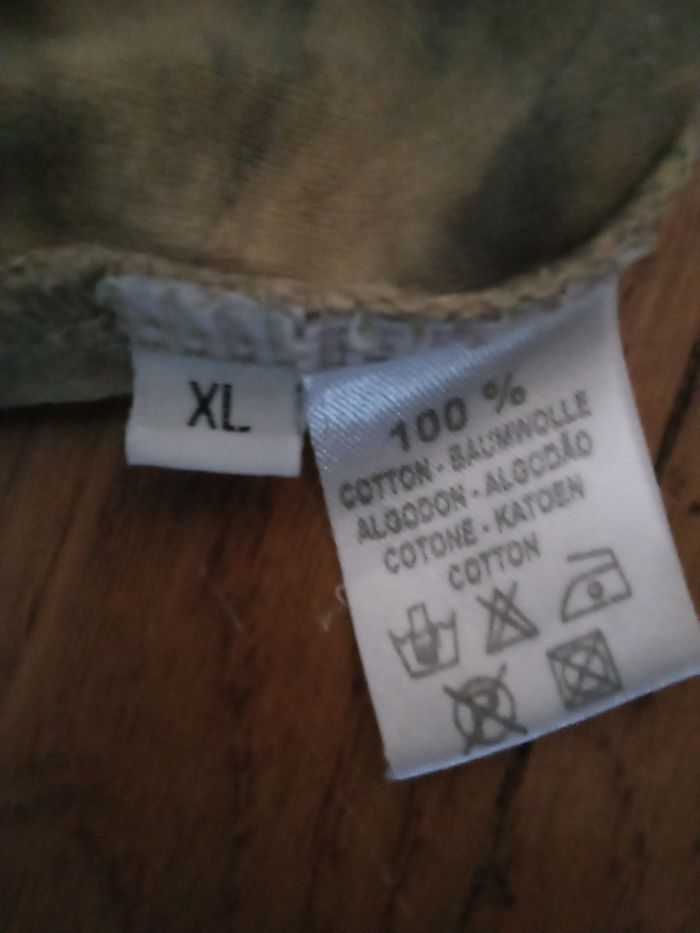 XL
100 %
COTTON · BAUMWOLLE
ALGODON · ALGODÃO
COTONE · KATOEN
COTTON